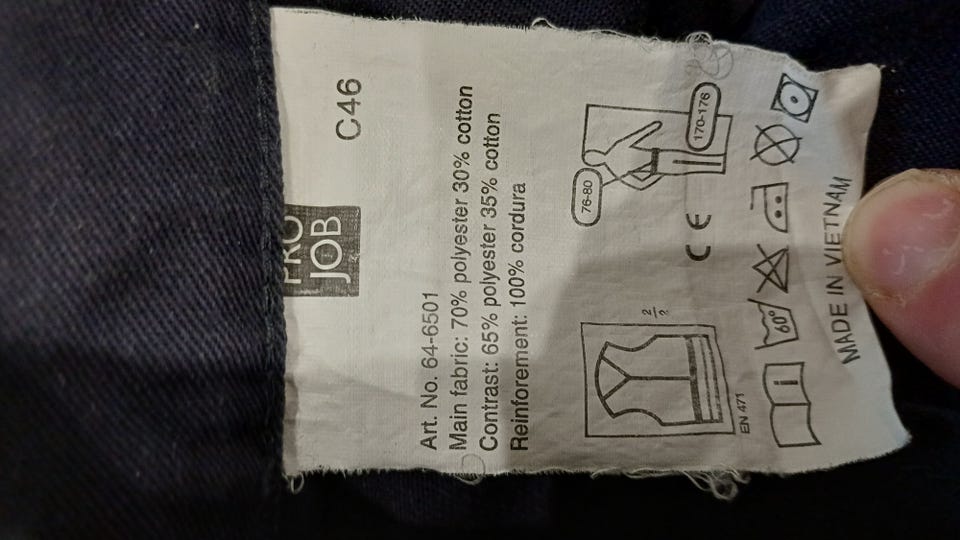 PRO
JOB
C46
Art. No. 64-6501
Main fabric: 70% polyester 30% cotton
Contrast: 65% polyester 35% cotton
Reinforement: 100% cordura
EN 471
2
?
CE
76-80
170-176
60°
i
MADE IN VIETNAM